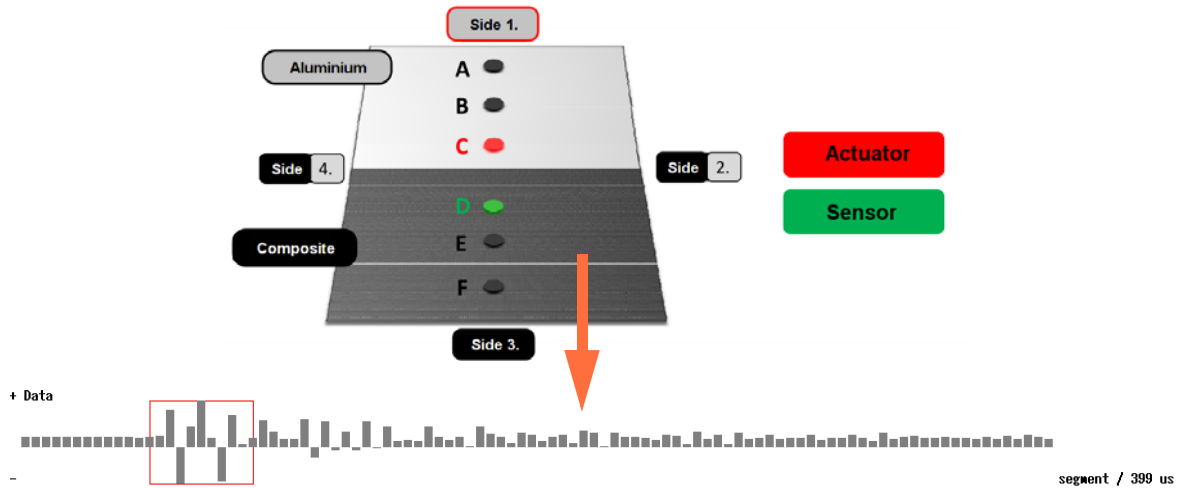 Side 1.
Aluminium
A
B
C
Side 4.
Side 2.
Actuator
D
Sensor
E
Composite
F
Side 3.
+ Data
-
segment / 399 us